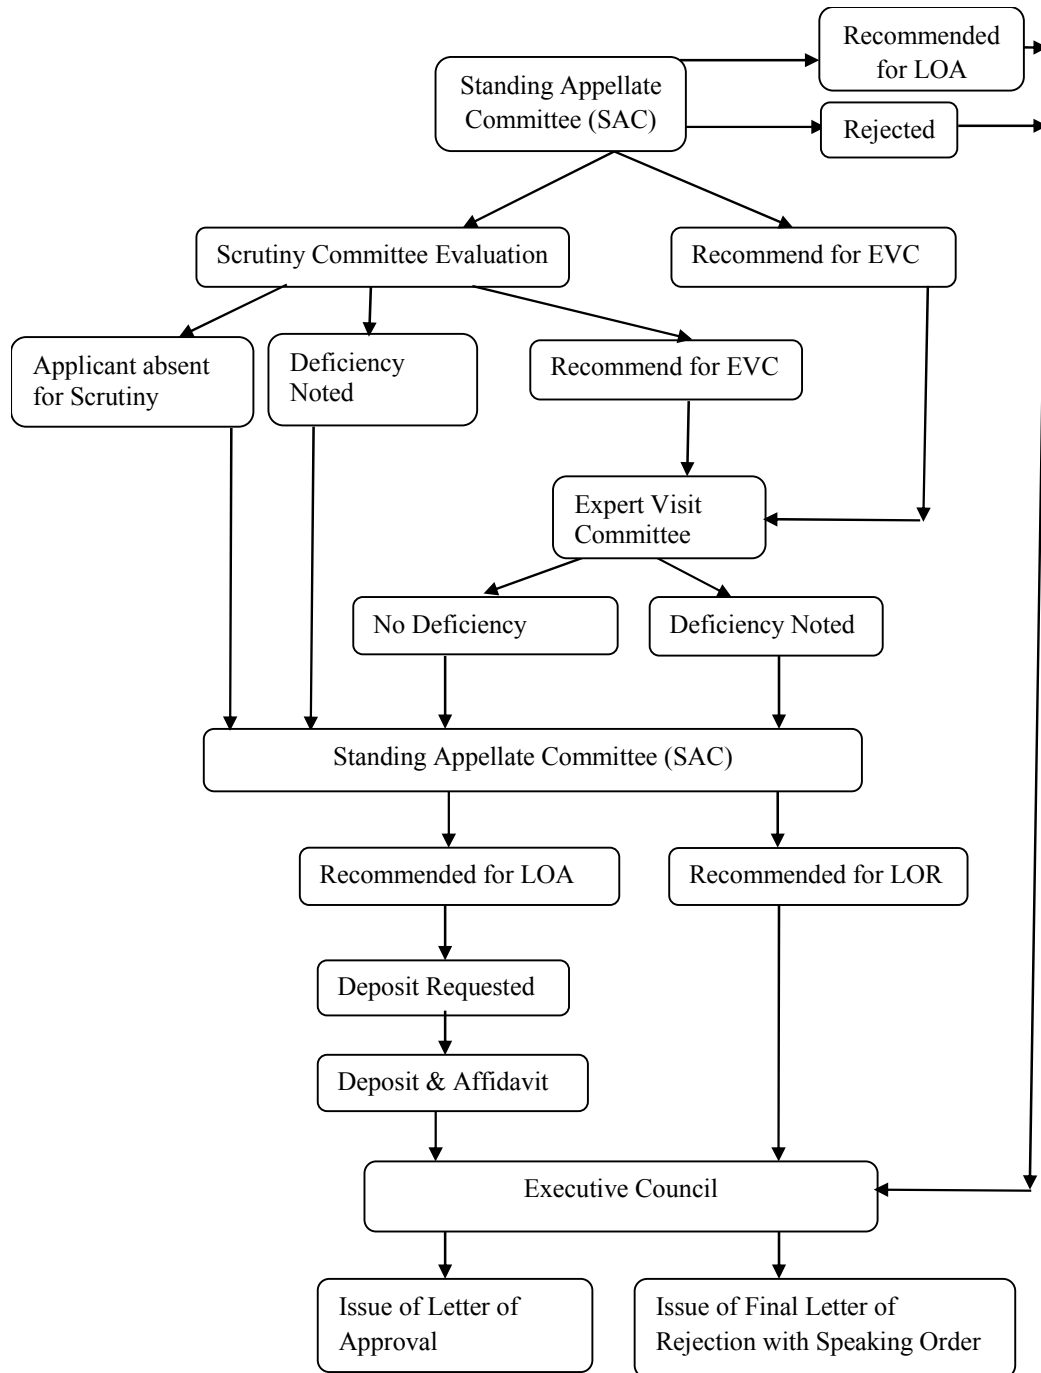 Recommended
for LOA
Standing Appellate
Committee (SAC)
Rejected
Scrutiny Committee Evaluation
Recommend for EVC
Applicant absent
for Scrutiny
Deficiency
Noted
Recommend for EVC
Expert Visit
Committee
No Deficiency
Deficiency Noted
Standing Appellate Committee (SAC)
Recommended for LOA
Recommended for LOR
Deposit Requested
Deposit & Affidavit
Executive Council
Issue of Letter of
Approval
Issue of Final Letter of
Rejection with Speaking Order